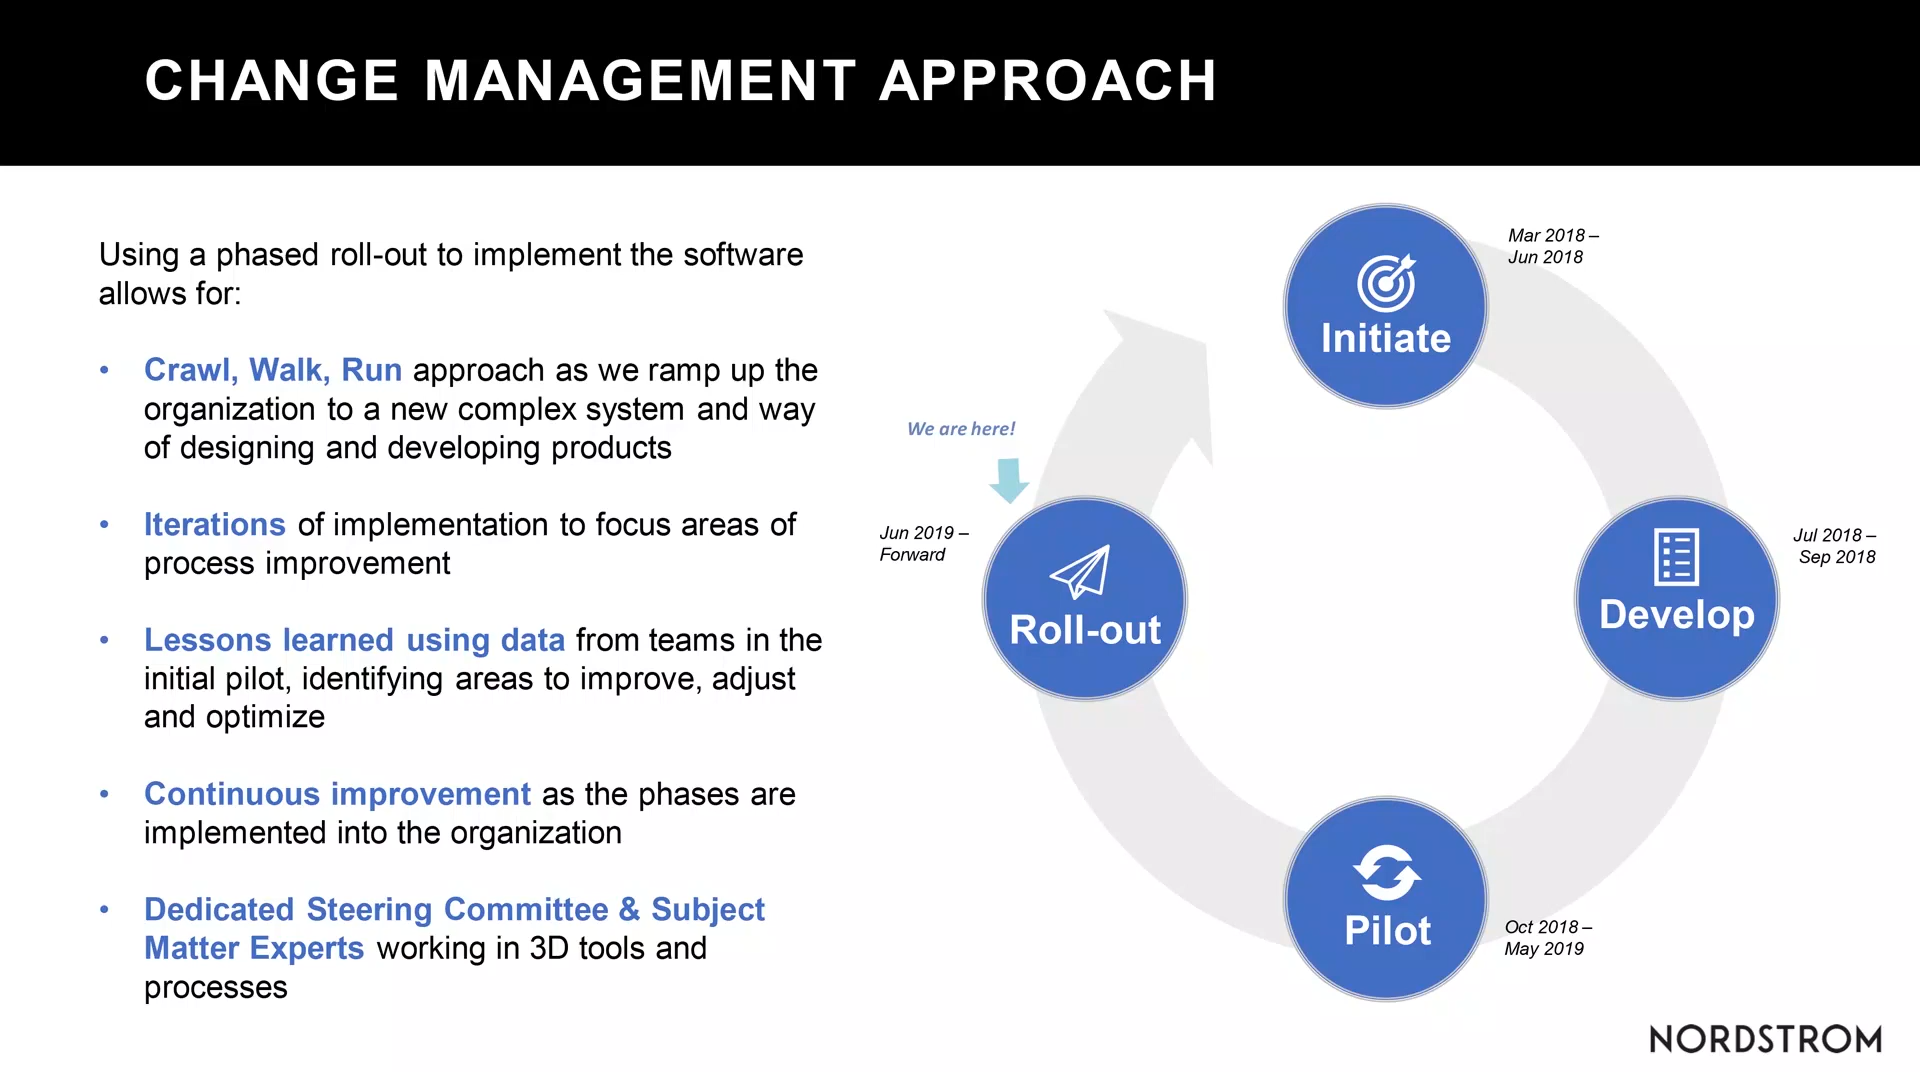 CHANGE MANAGEMENT APPROACH
Using a phased roll-out to implement the software
allows for:
• Crawl, Walk, Run approach as we ramp up the
organization to a new complex system and way
of designing and developing products
• Iterations of implementation to focus areas of
process improvement
• Lessons learned using data from teams in the
initial pilot, identifying areas to improve, adjust
and optimize
• Continuous improvement as the phases are
implemented into the organization
• Dedicated Steering Committee & Subject
Matter Experts working in 3D tools and
processes
Initiate
Mar 2018 –
Jun 2018
Develop
Jul 2018 –
Sep 2018
Pilot
Oct 2018 –
May 2019
We are here!
Jun 2019 –
Forward
Roll-out
NORDSTROM